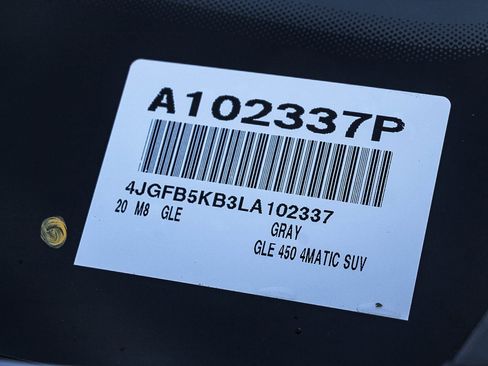 A102337P
4JGFB5KB3LA102337
20 M8 GLE
GRAY
GLE 450 4MATIC SUV